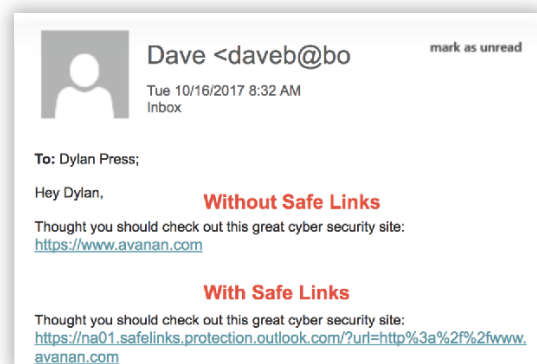 Dave <daveb@bo
mark as unread
Tue 10/16/2017 8:32 AM
Inbox
To: Dylan Press;
Hey Dylan,
Without Safe Links
Thought you should check out this great cyber security site:
https://www.avanan.com
With Safe Links
Thought you should check out this great cyber security site:
https://na01.safelinks.protection.outlook.com/?url=http%3a%2f%2fwww.
avanan.com